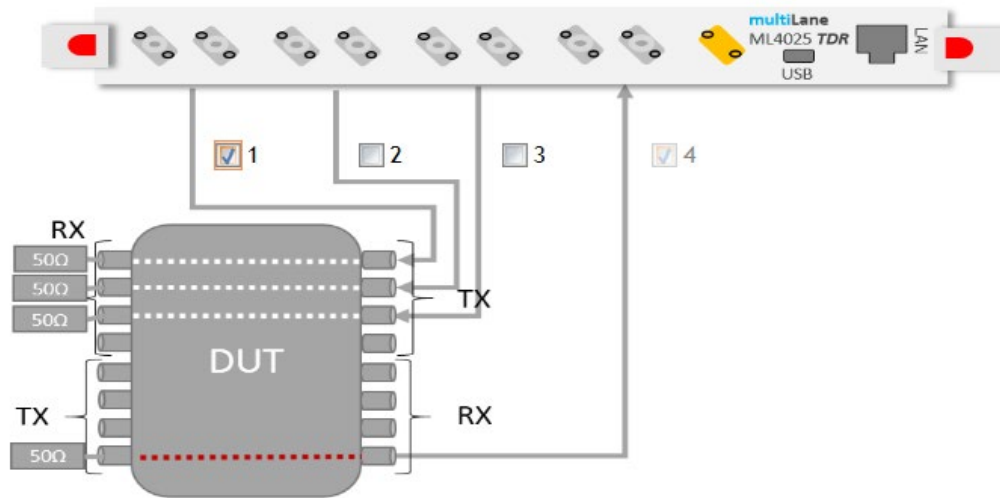 multiLane
ML4025 TDR
USB
LAN
1
2
3
4
RX
50Ω
50Ω
50Ω
TX
DUT
TX
RX
50Ω